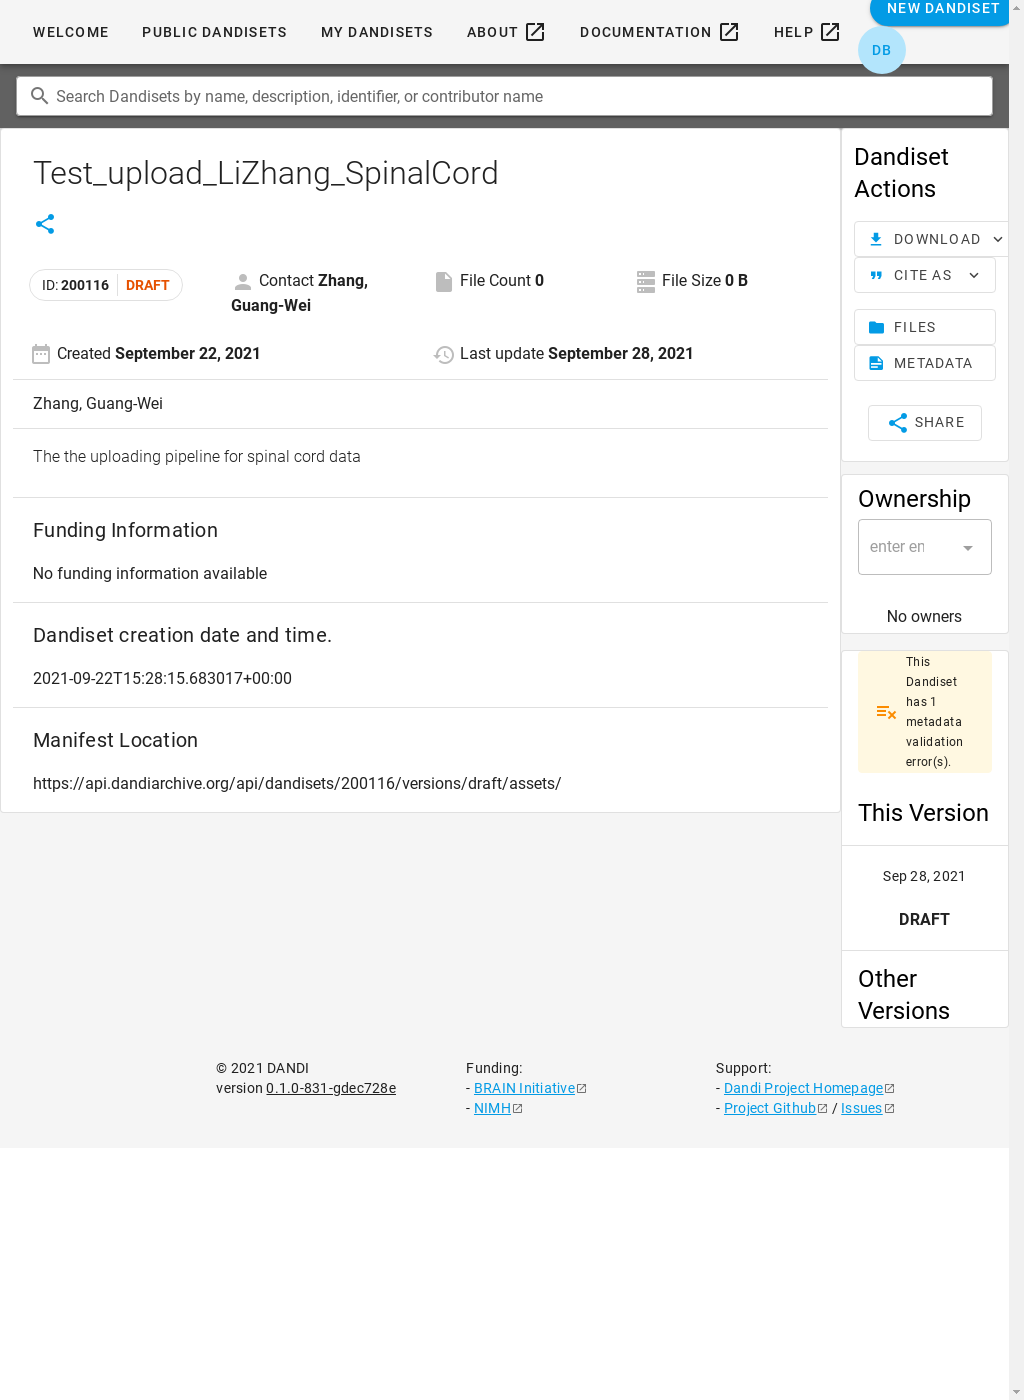 WELCOME PUBLIC DANDISETS MY DANDISETS ABOUT DOCUMENTATION HELP NEW DANDISET
DB
Search Dandisets by name, description, identifier, or contributor name
Test_upload_LiZhang_SpinalCord
ID: 200116 DRAFT
Contact Zhang,
Guang-Wei
File Count 0
File Size 0 B
Created September 22, 2021
Last update September 28, 2021
Zhang, Guang-Wei
The the uploading pipeline for spinal cord data
Funding Information
No funding information available
Dandiset creation date and time.
2021-09-22T15:28:15.683017+00:00
Manifest Location
https://api.dandiarchive.org/api/dandisets/200116/versions/draft/assets/
Dandiset
Actions
DOWNLOAD
CITE AS
FILES
METADATA
SHARE
Ownership
enter en
No owners
This
Dandiset
has 1
metadata
validation
error(s).
This Version
Sep 28, 2021
DRAFT
Other
Versions
© 2021 DANDI
version 0.1.0-831-gdec728e
Funding:
- BRAIN Initiative
- NIMH
Support:
- Dandi Project Homepage
- Project Github / Issues